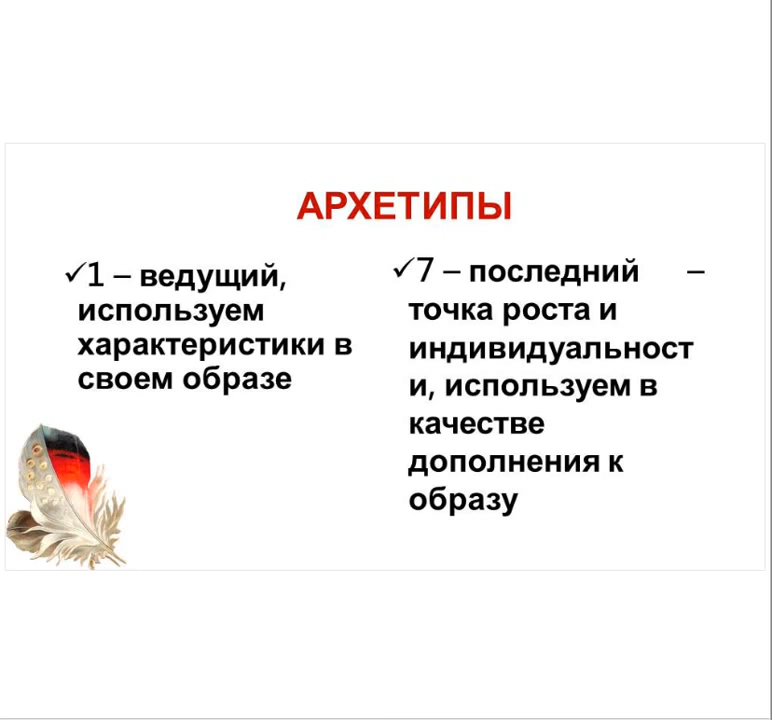 АРХЕТИПЫ
✓1 – ведущий,
используем
характеристики в
своем образе
✓7 – последний –
точка роста и
индивидуальност
и, используем в
качестве
дополнения к
образу